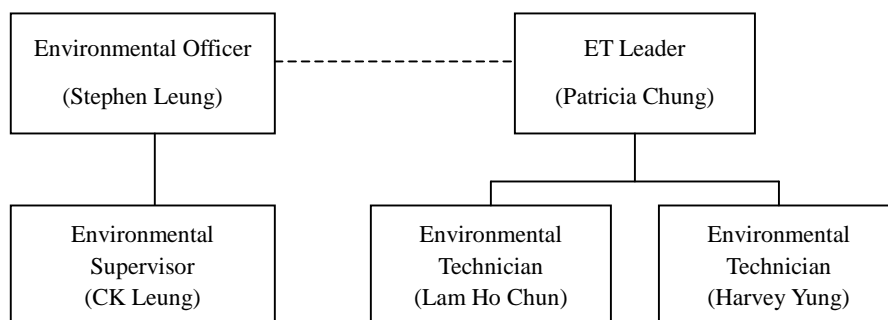 Environmental Officer
(Stephen Leung)
ET Leader
(Patricia Chung)
Environmental
Supervisor
(CK Leung)
Environmental
Technician
(Lam Ho Chun)
Environmental
Technician
(Harvey Yung)